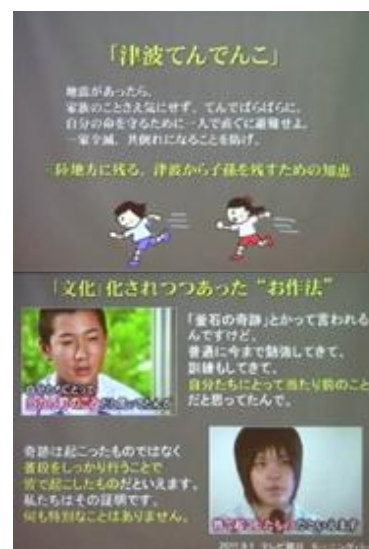 「津波てんでんこ」
地震があったら、
家族のことさえ気にせず、てんでばらばらに、
自分の命を守るために一人で直ぐに避難せよ。
一家全滅、共倒れになることを防げ。
三陸地方に残る、津波から子孫を残すための知恵
「文化」化されつつあった“お作法”
「釜石の奇跡」とかって言われる
んですけど、
普通に今まで勉強してきて、
訓練もしてきて、
自分たちにとって当たり前のこと
だと思ってたんで。
奇跡は起こったものではなく
普段をしっかり行うことで
皆で起こしたものだといえます。
私たちはその証明です。
何も特別なことはありません。